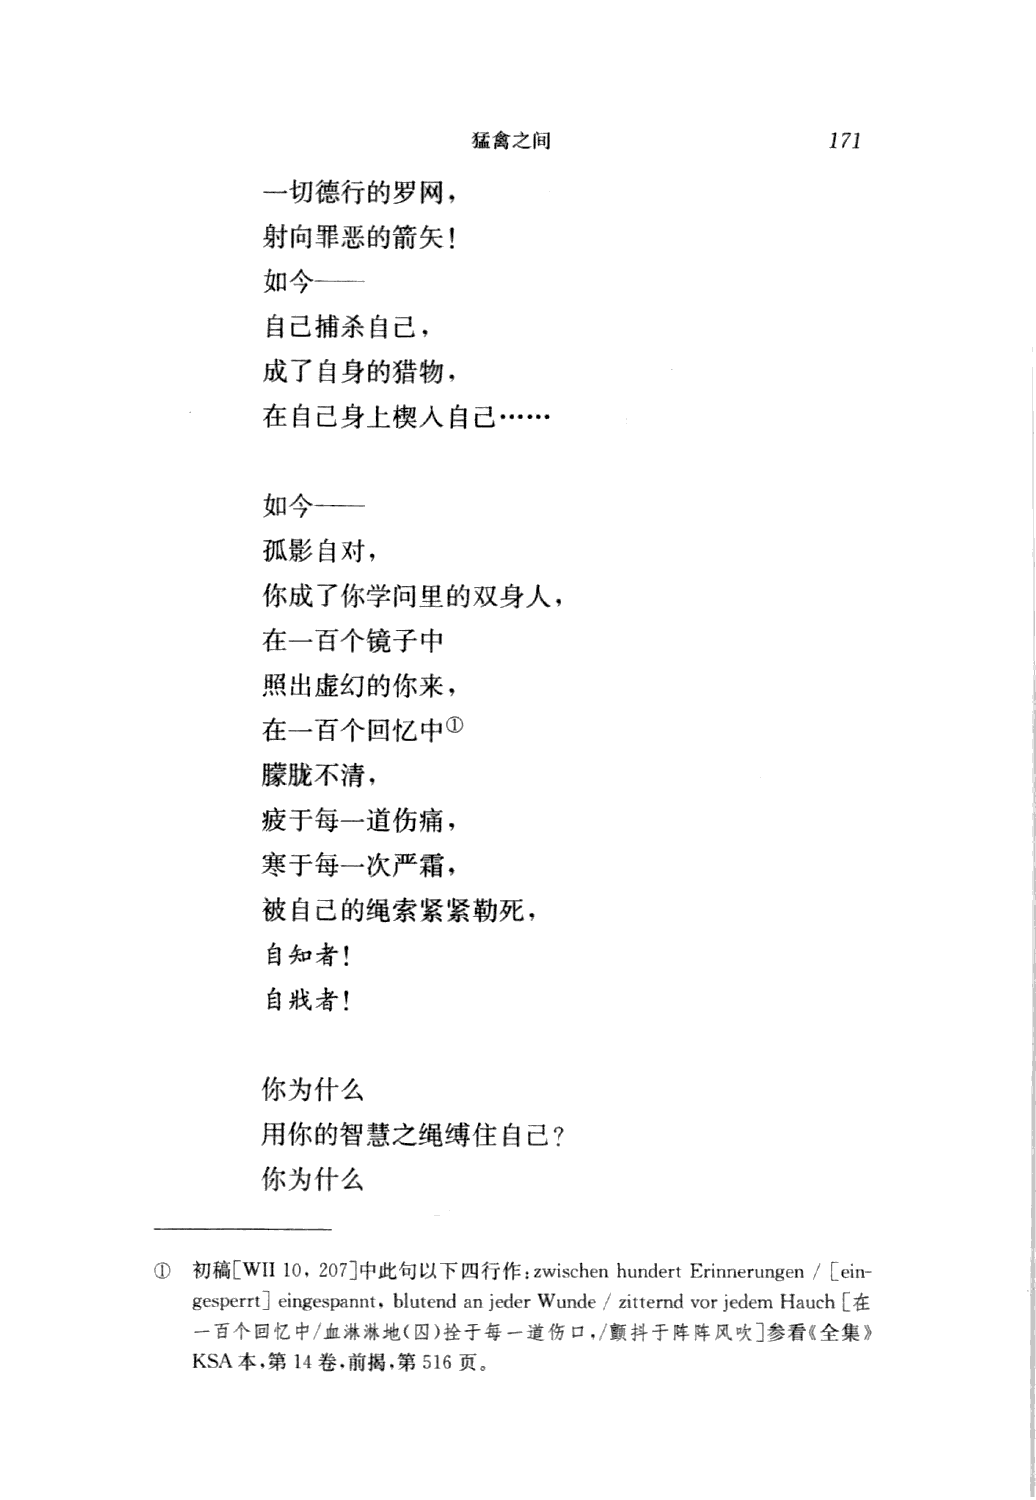 猛禽之间 171
一切德行的罗网，
射向罪恶的箭矢！
如今——
自己捕杀自己，
成了自身的猎物，
在自己身上楔入自己……
如今——
孤影自对，
你成了你学问里的双身人，
在一百个镜子中
照出虚幻的你来，
在一百个回忆中①
朦胧不清，
疲于每一道伤痛，
寒于每一次严霜，
被自己的绳索紧紧勒死，
自知者！
自戕者！
你为什么
用你的智慧之绳缚住自己？
你为什么
① 初稿[WII 10，207]中此句以下四行作：zwischen hundert Erinnerungen / [ein-
gesperrt] eingespannt, blutend an jeder Wunde / zitternd vor jedem Hauch [在
一百个回忆中/血淋淋地(囚)拴于每一道伤口，/颤抖于阵阵风吹]参看《全集》
KSA本，第14卷，前揭，第516页。